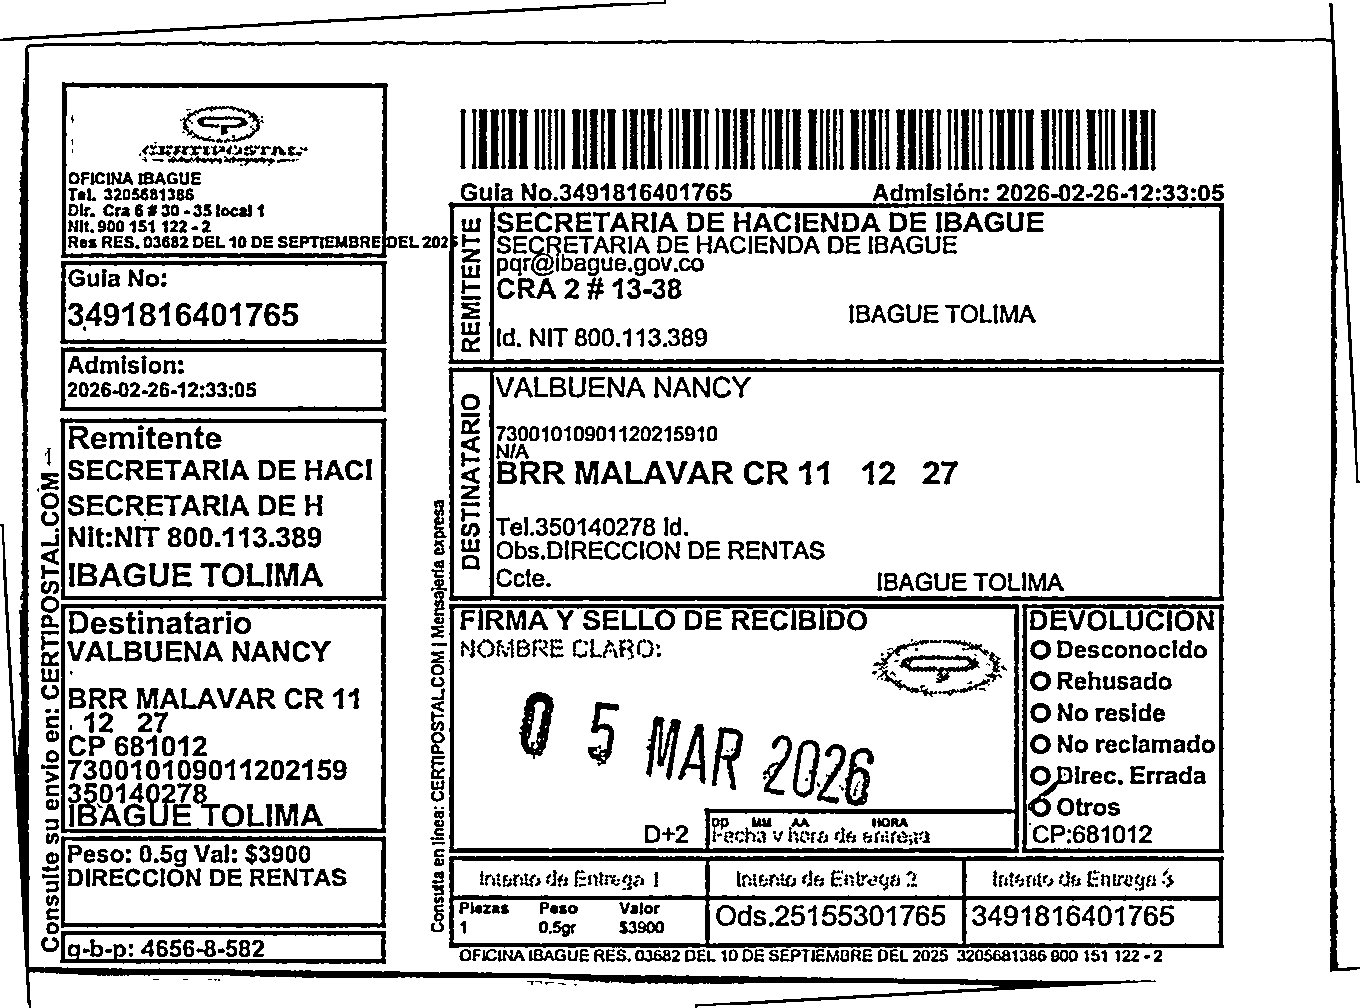 CERTIPOSTAL
OFICINA IBAGUE
Tel. 3205681386
Dir. Cra 6 # 30 - 35 local 1
Nit. 900 151 122 - 2
Res RES. 03682 DEL 10 DE SEPTIEMBRE DEL 2025
Guia No:
3491816401765
Admision:
2026-02-26-12:33:05
Remitente
SECRETARIA DE HACI
SECRETARIA DE H
Nit:NIT 800.113.389
IBAGUE TOLIMA
Destinatario
VALBUENA NANCY
BRR MALAVAR CR 11
12 27
CP 681012
730010109011202159
350140278
IBAGUE TOLIMA
Peso: 0.5g Val: $3900
DIRECCION DE RENTAS
g-b-p: 4656-8-582
Consulte su envio en: CERTIPOSTAL.COM
Guia No.3491816401765 Admisión: 2026-02-26-12:33:05
REMITENTE
SECRETARIA DE HACIENDA DE IBAGUE
SECRETARIA DE HACIENDA DE IBAGUE
pqr@ibague.gov.co
CRA 2 # 13-38
IBAGUE TOLIMA
Id. NIT 800.113.389
DESTINATARIO
VALBUENA NANCY
73001010901120215910
N/A
BRR MALAVAR CR 11 12 27
Tel.350140278 Id.
Obs.DIRECCION DE RENTAS
Ccte. IBAGUE TOLIMA
FIRMA Y SELLO DE RECIBIDO
NOMBRE CLARO:
05 MAR 2026
D+2
DD MM AA HORA
Fecha y hora de entrega
DEVOLUCION
Desconocido
Rehusado
No reside
No reclamado
Direc. Errada
Otros
CP:681012
Intento de Entrega 1 Intento de Entrega 2 Intento de Entrega 3
Piezas Peso Valor
1 0.5gr $3900
Ods.25155301765 3491816401765
Consulta en línea: CERTIPOSTAL.COM | Mensajería expresa
OFICINA IBAGUE RES. 03682 DEL 10 DE SEPTIEMBRE DEL 2025 3205681386 900 151 122 - 2